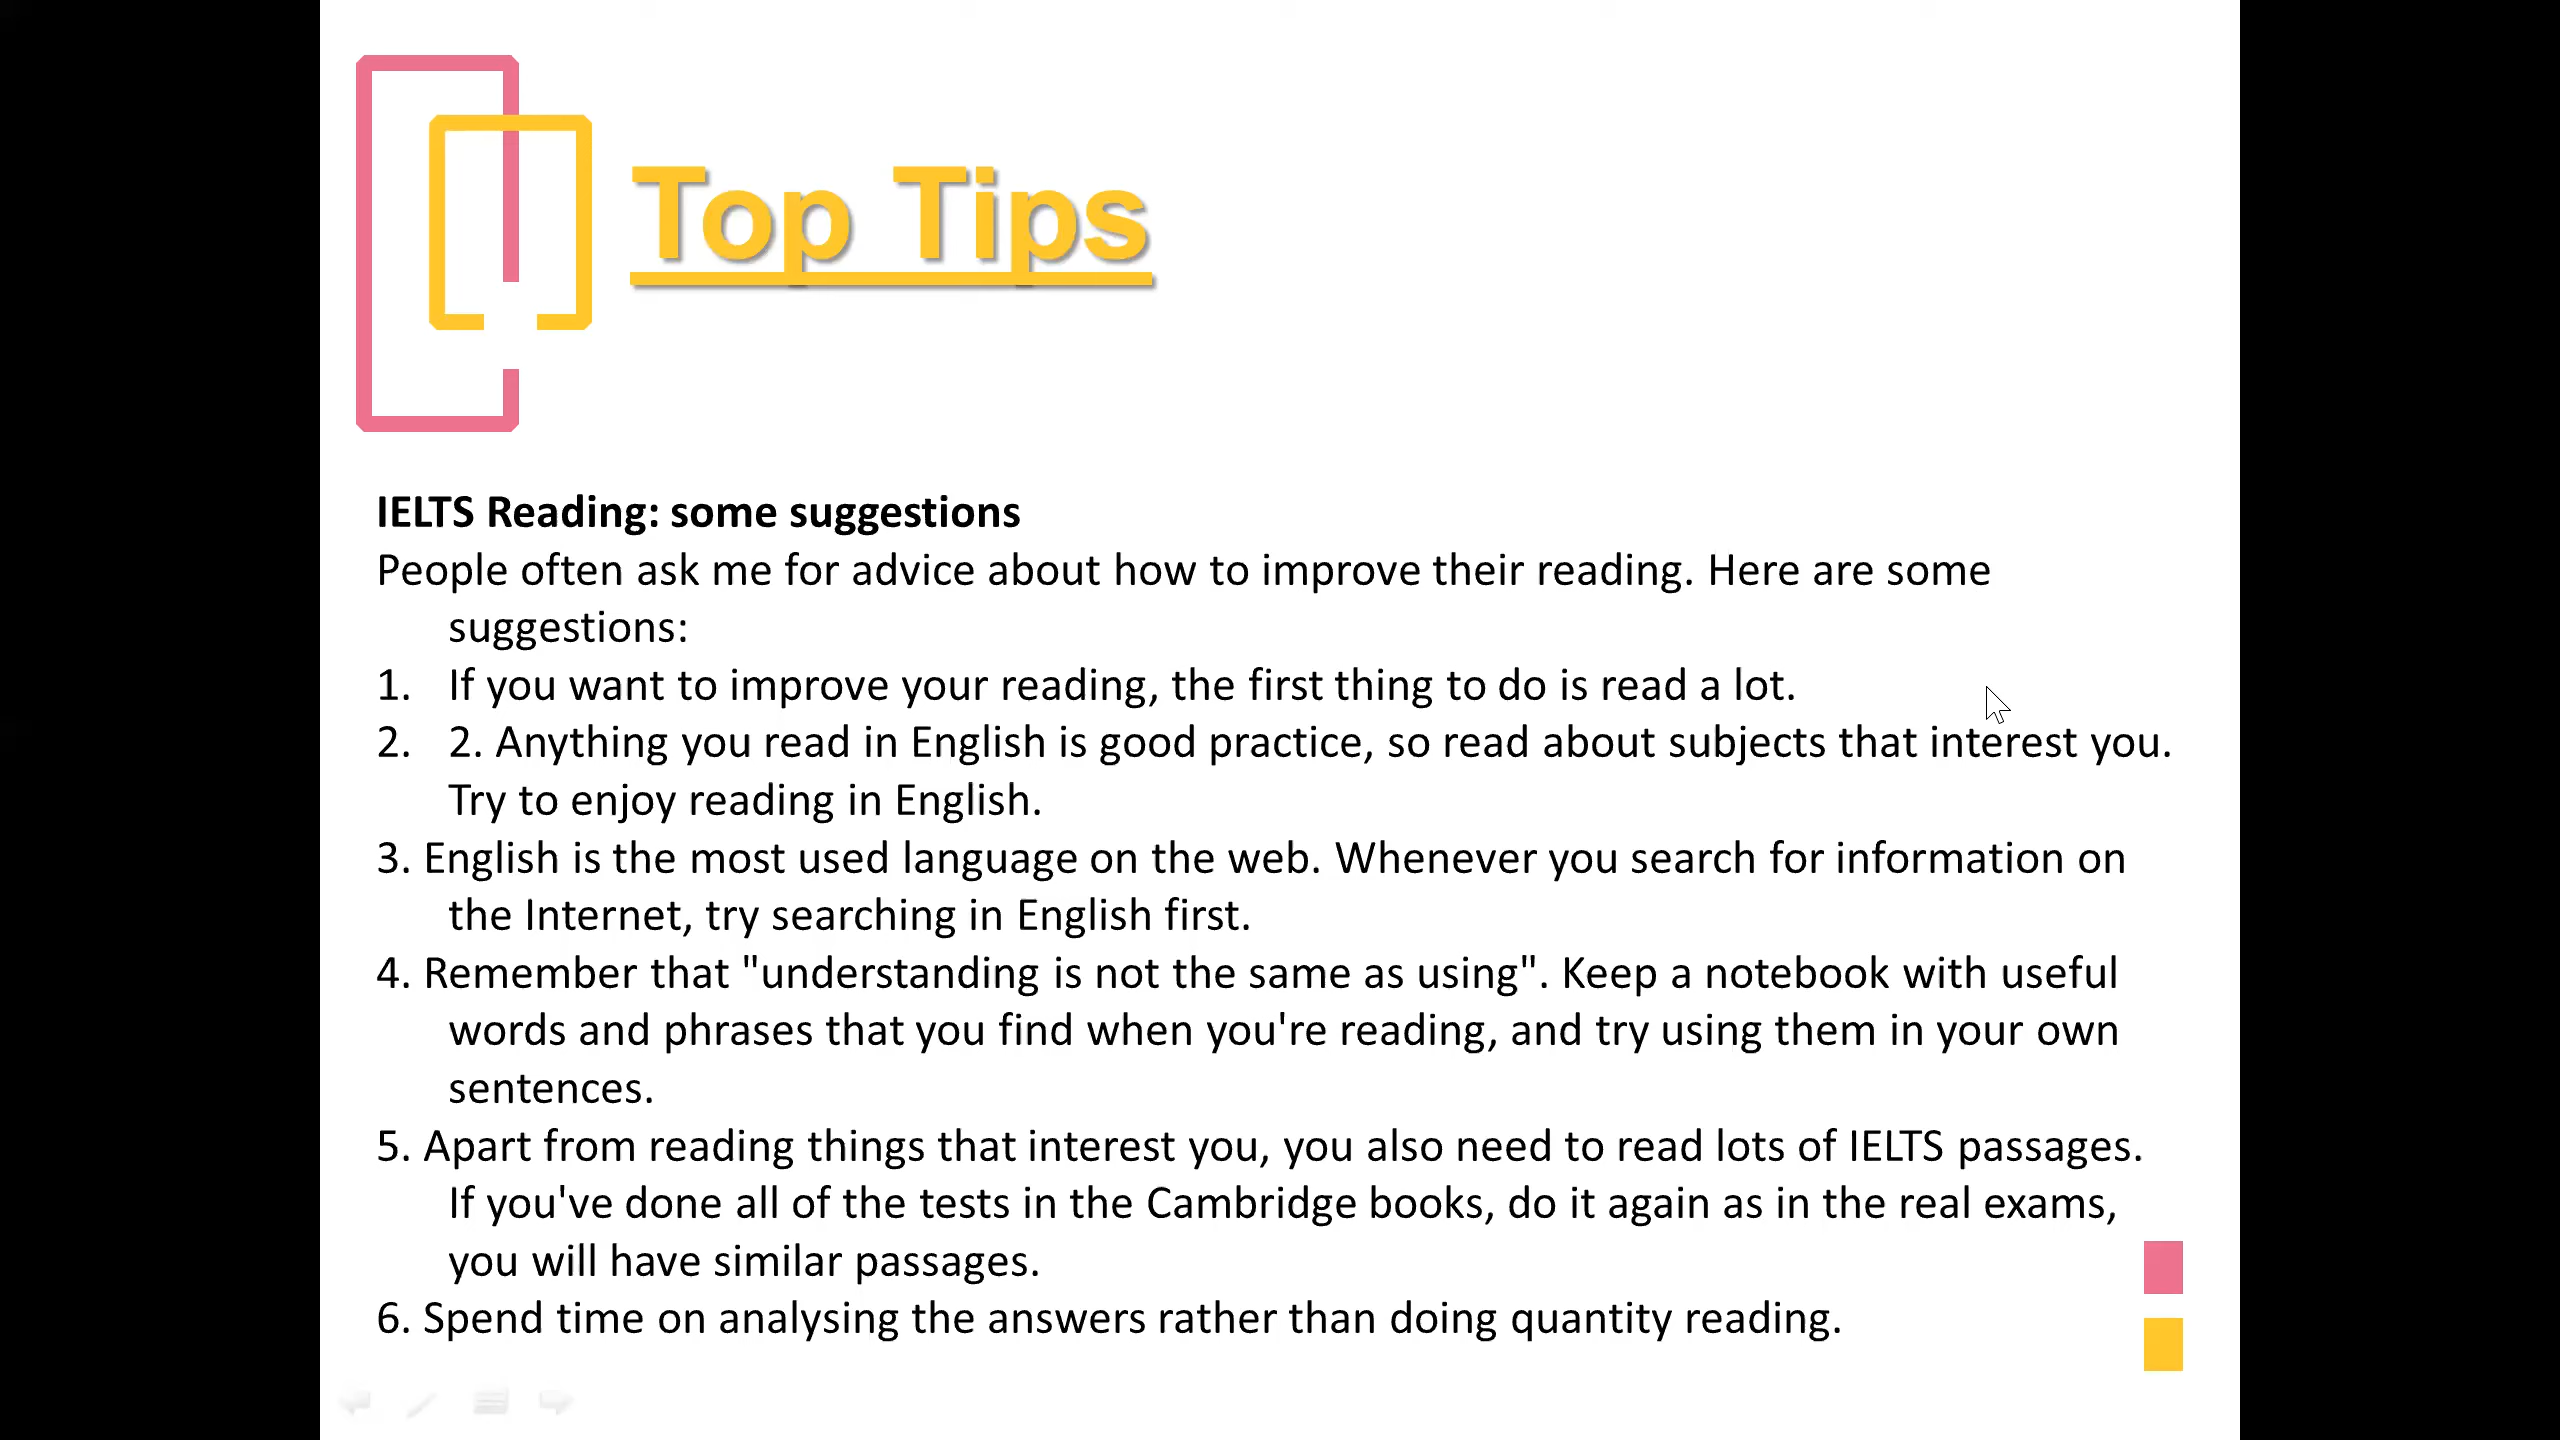 Top Tips
IELTS Reading: some suggestions
People often ask me for advice about how to improve their reading. Here are some
suggestions:
1. If you want to improve your reading, the first thing to do is read a lot.
2. 2. Anything you read in English is good practice, so read about subjects that interest you.
Try to enjoy reading in English.
3. English is the most used language on the web. Whenever you search for information on
the Internet, try searching in English first.
4. Remember that "understanding is not the same as using". Keep a notebook with useful
words and phrases that you find when you're reading, and try using them in your own
sentences.
5. Apart from reading things that interest you, you also need to read lots of IELTS passages.
If you've done all of the tests in the Cambridge books, do it again as in the real exams,
you will have similar passages.
6. Spend time on analysing the answers rather than doing quantity reading.